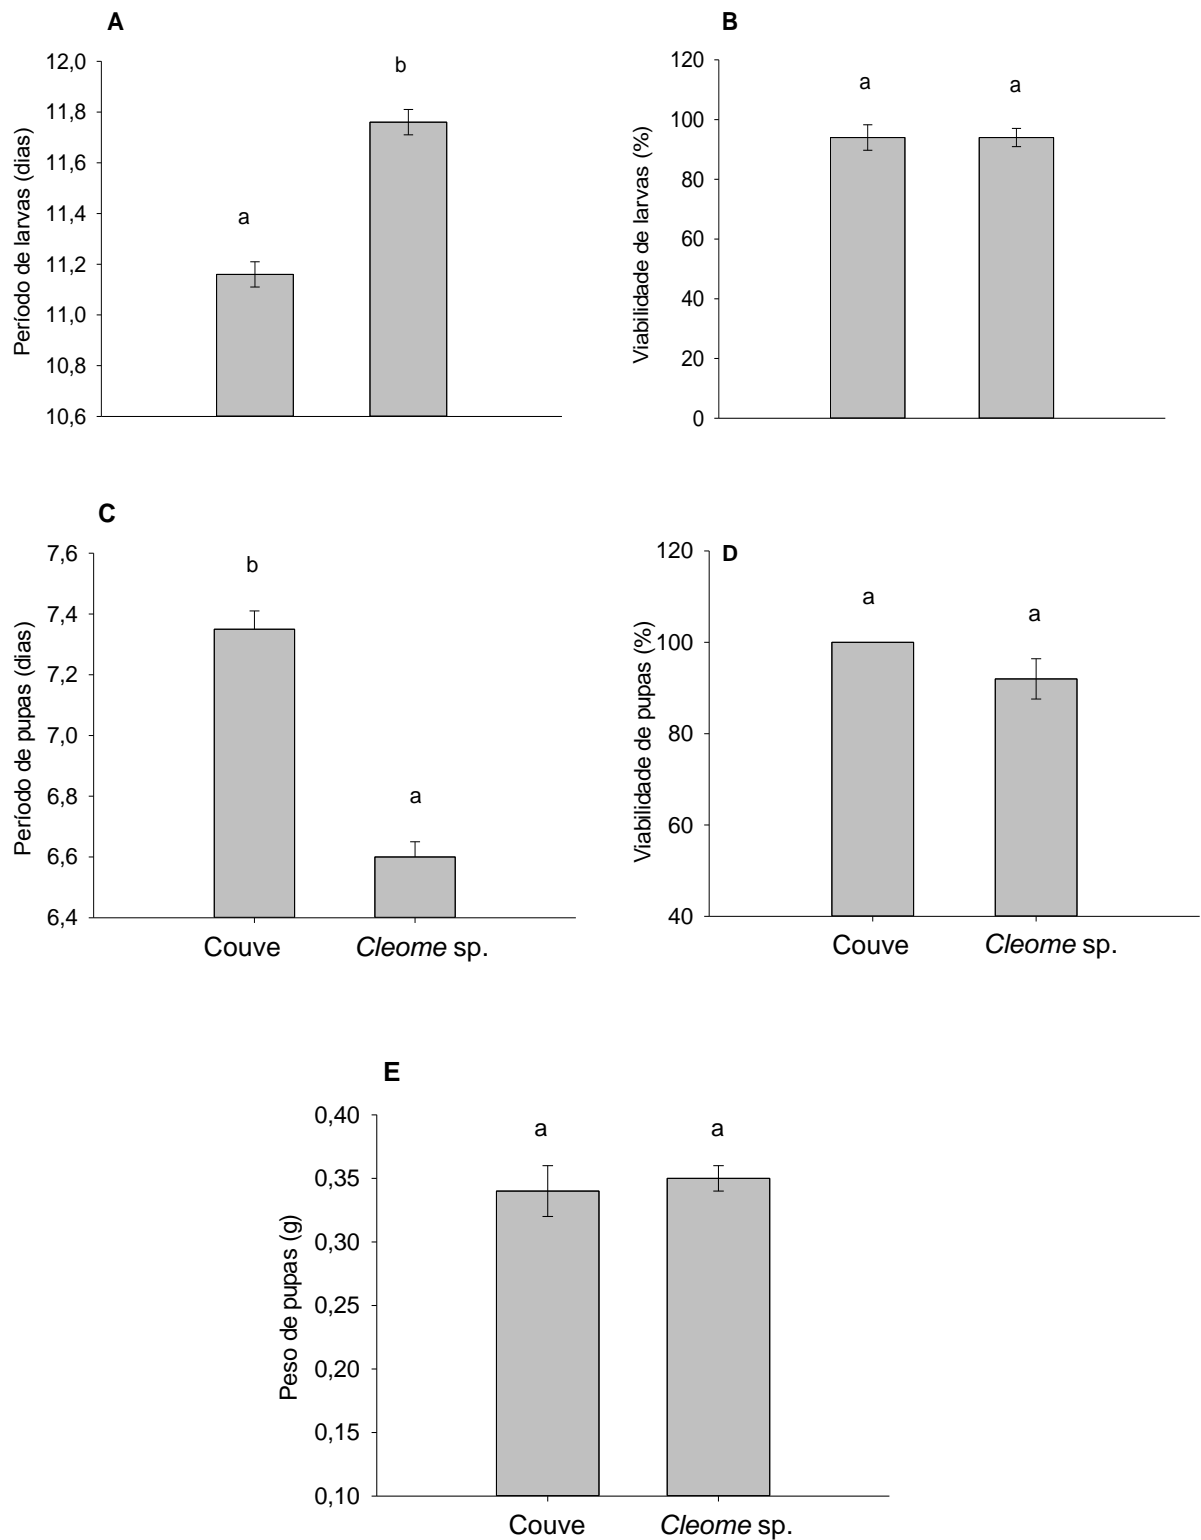 A
Período de larvas (dias)
12,0
11,8
11,6
11,4
11,2
11,0
10,8
10,6
a
b
B
Viabilidade de larvas (%)
120
100
80
60
40
20
0
a
a
C
Período de pupas (dias)
7,6
7,4
7,2
7,0
6,8
6,6
6,4
b
a
Couve
Cleome sp.
D
Viabilidade de pupas (%)
120
100
80
60
40
a
a
Couve
Cleome sp.
E
Peso de pupas (g)
0,40
0,35
0,30
0,25
0,20
0,15
0,10
a
a
Couve
Cleome sp.